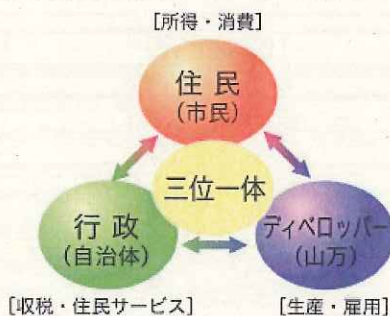 [所得・消費]
住民
(市民)
三位一体
行政
(自治体)
ディベロッパー
(山万)
[収税・住民サービス]
[生産・雇用]